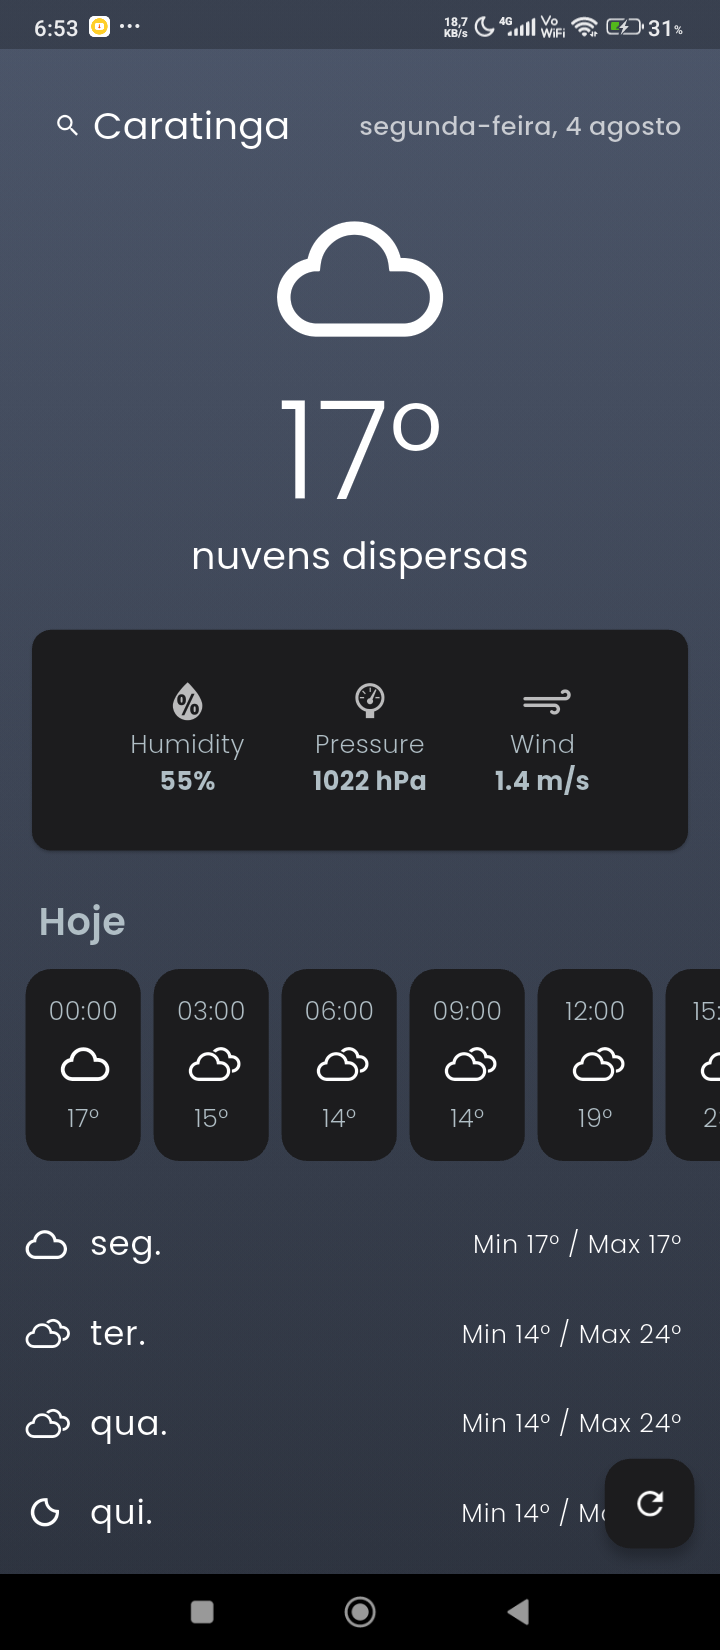 6:53 18,7 KB/s 4G Vo WiFi 31%
Caratinga segunda-feira, 4 agosto
17°
nuvens dispersas
%
Humidity Pressure Wind
55% 1022 hPa 1.4 m/s
Hoje
00:00 03:00 06:00 09:00 12:00 15:
17° 15° 14° 14° 19° 2
seg. Min 17° / Max 17°
ter. Min 14° / Max 24°
qua. Min 14° / Max 24°
qui. Min 14° / M